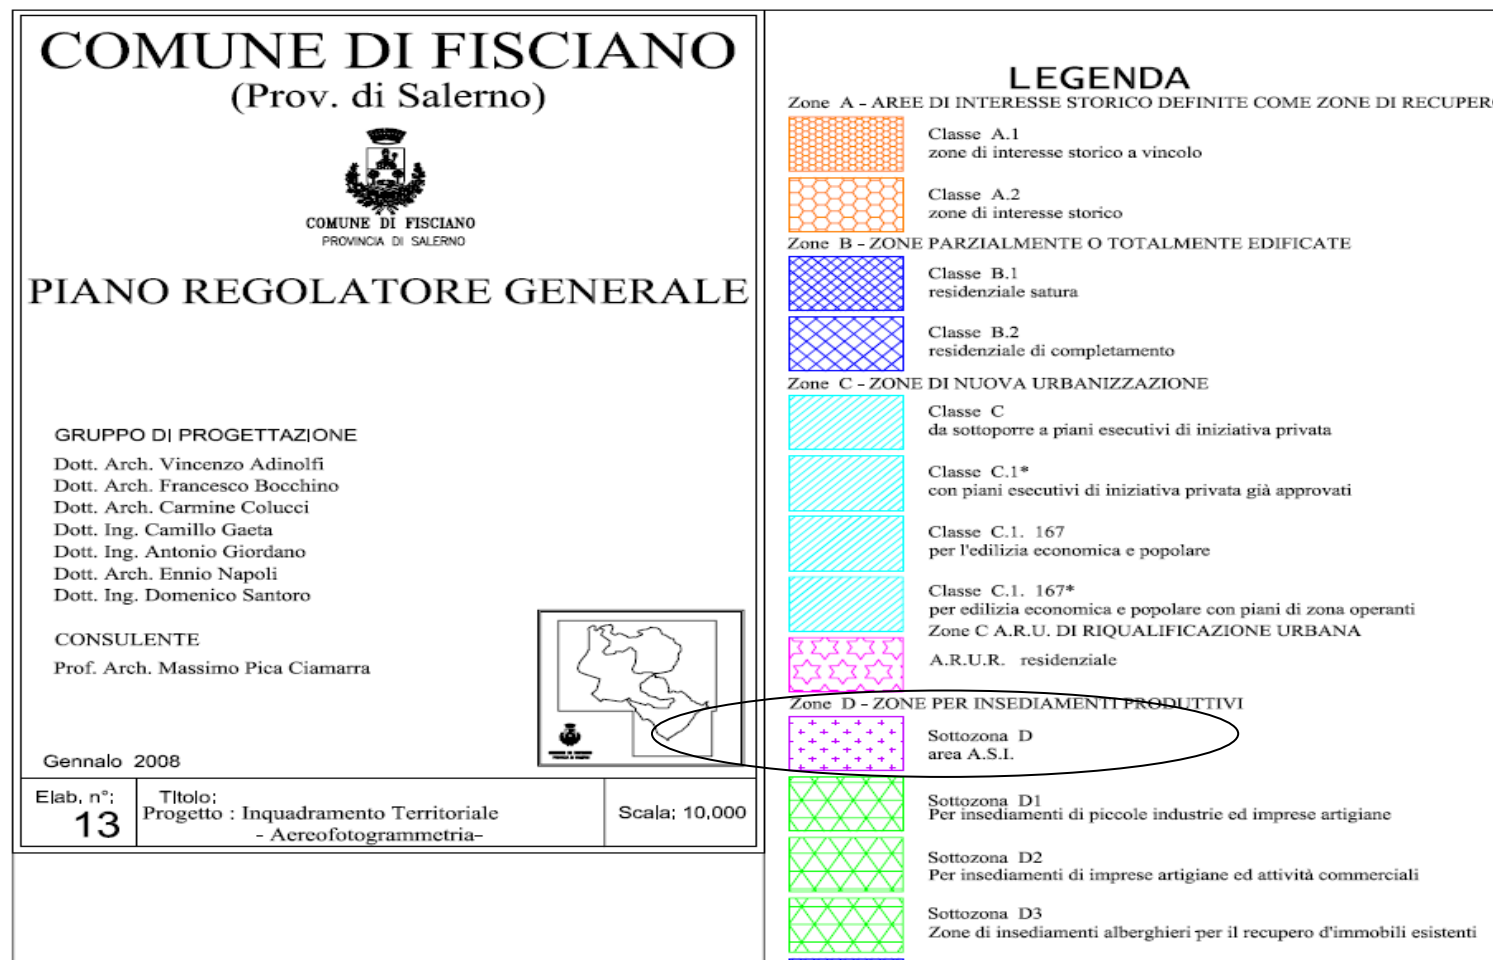 COMUNE DI FISCIANO
(Prov. di Salerno)
COMUNE DI FISCIANO
PROVINCIA DI SALERNO
PIANO REGOLATORE GENERALE
GRUPPO DI PROGETTAZIONE
Dott. Arch. Vincenzo Adinolfi
Dott. Arch. Francesco Bocchino
Dott. Arch. Carmine Colucci
Dott. Ing. Camillo Gaeta
Dott. Ing. Antonio Giordano
Dott. Arch. Ennio Napoli
Dott. Ing. Domenico Santoro
CONSULENTE
Prof. Arch. Massimo Pica Ciamarra
Gennaio 2008
Elab. n°:
13
Titolo:
Progetto : Inquadramento Territoriale
- Aereofotogrammetria-
Scala: 10,000
LEGENDA
Zone A - AREE DI INTERESSE STORICO DEFINITE COME ZONE DI RECUPERO
Classe A.1
zone di interesse storico a vincolo
Classe A.2
zone di interesse storico
Zone B - ZONE PARZIALMENTE O TOTALMENTE EDIFICATE
Classe B.1
residenziale satura
Classe B.2
residenziale di completamento
Zone C - ZONE DI NUOVA URBANIZZAZIONE
Classe C
da sottoporre a piani esecutivi di iniziativa privata
Classe C.1*
con piani esecutivi di iniziativa privata già approvati
Classe C.1. 167
per l'edilizia economica e popolare
Classe C.1. 167*
per edilizia economica e popolare con piani di zona operanti
Zone C A.R.U. DI RIQUALIFICAZIONE URBANA
A.R.U.R. residenziale
Zone D - ZONE PER INSEDIAMENTI PRODUTTIVI
Sottozona D
area A.S.I.
Sottozona D1
Per insediamenti di piccole industrie ed imprese artigiane
Sottozona D2
Per insediamenti di imprese artigiane ed attività commerciali
Sottozona D3
Zone di insediamenti alberghieri per il recupero d'immobili esistenti